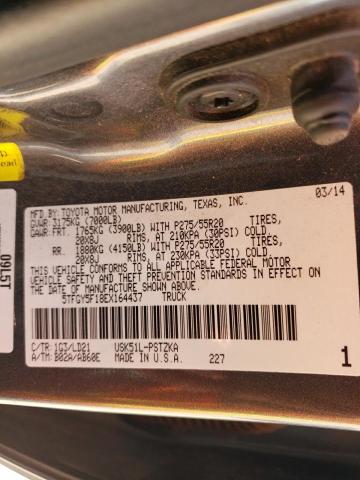 MFD. BY: TOYOTA MOTOR MANUFACTURING, TEXAS, INC. 03/14
GVWR: 3175KG (7000LB)
GAWR: FRT. 1765KG (3900LB) WITH P275/55R20 TIRES,
20X8J RIMS, AT 210KPA (30PSI) COLD.
RR. 1880KG (4150LB) WITH P275/55R20 TIRES,
20X8J RIMS, AT 230KPA (33PSI) COLD.
THIS VEHICLE CONFORMS TO ALL APPLICABLE FEDERAL MOTOR
VEHICLE SAFETY STANDARDS AND THEFT PREVENTION STANDARDS IN EFFECT ON
THE DATE OF MANUFACTURE SHOWN ABOVE.
5TFGY5F18EX164437 TRUCK
C/TR: 1G3/LD21 USK51L-PSTZKA
A/TM: B02A/AB60E MADE IN U.S.A. 227
1
09L5T